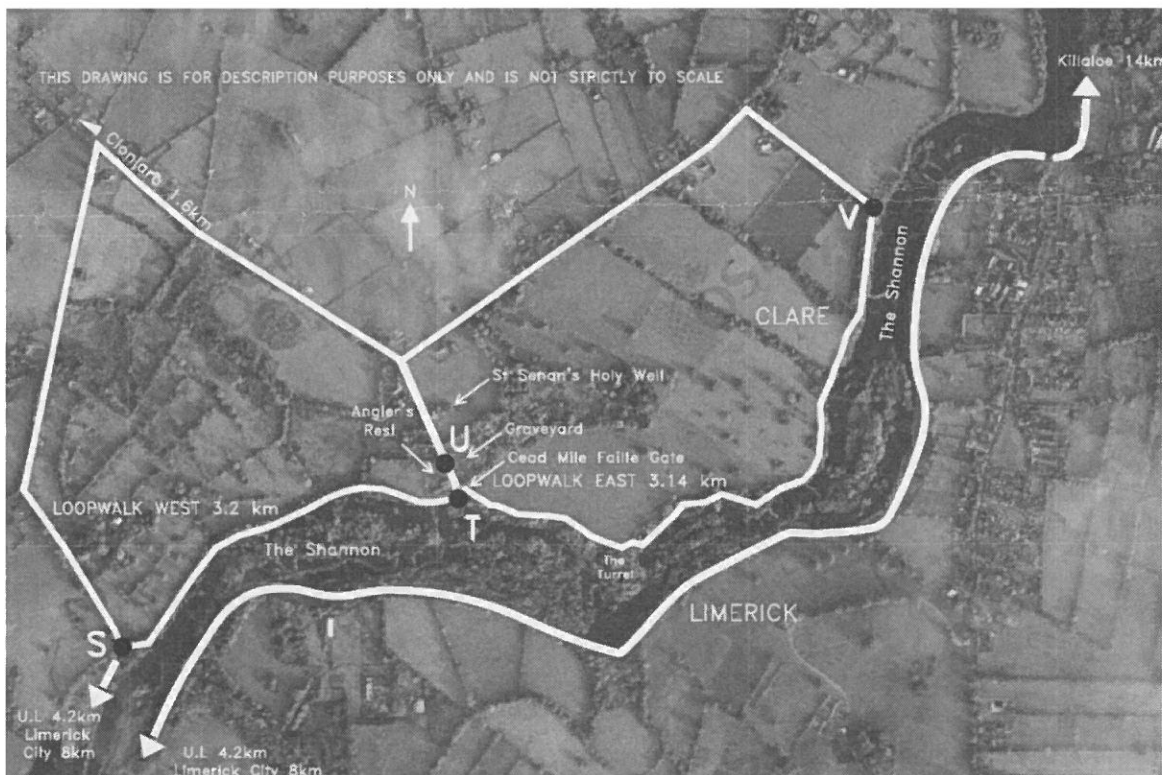 THIS DRAWING IS FOR DESCRIPTION PURPOSES ONLY AND IS NOT STRICTLY TO SCALE
Killaloe 14km
Clonlara 1.6km
N
V
The Shannon
CLARE
St Senan's Holy Well
Angler's
Rest
U
Graveyard
Cead Mile Failte Gate
LOOPWALK EAST 3.14 km
LOOPWALK WEST 3.2 km
T
The Shannon
The
Turret
LIMERICK
S
U.L 4.2km
Limerick
City 8km
U.L 4.2km
Limerick City 8km